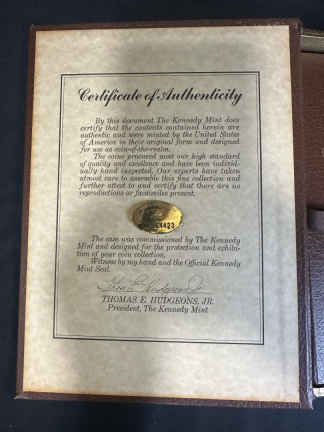 Certificate of Authenticity
By this document The Kennedy Mint does
certify that the contents contained herein are
authentic and were minted by the United States
of America in their original form and designed
for use as coin-of-the-realm.
The coins procured meet our high standard
of quality and excellence and have been individ-
ually hand inspected. Our experts have taken
utmost care to assemble this fine collection and
further attest to and certify that there are no
reproductions or facsimiles present.
The case was commissioned by The Kennedy
Mint and designed for the protection and exhibi-
tion of your coin collection.
Witness by my hand and the Official Kennedy
Mint Seal.
THOMAS E. HUDGEONS, JR.
President, The Kennedy Mint